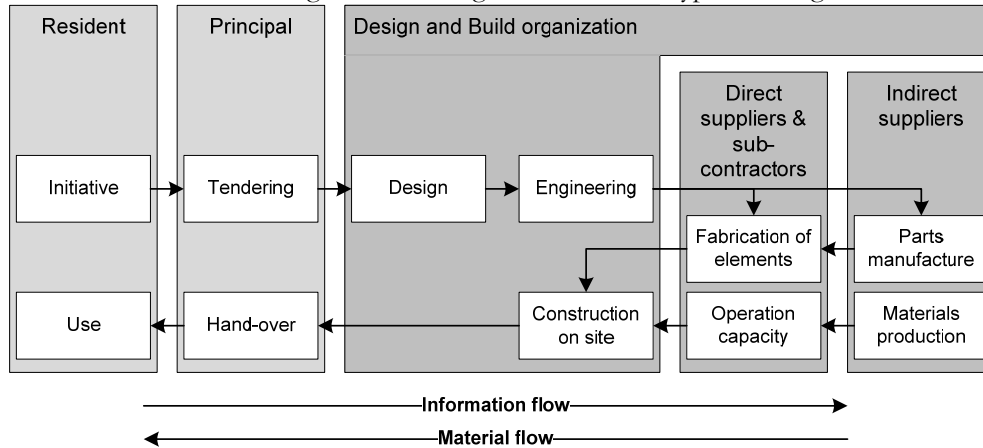 Resident
Principal
Design and Build organization
Direct
suppliers &
sub-
contractors
Indirect
suppliers
Initiative
Tendering
Design
Engineering
Fabrication of
elements
Parts
manufacture
Use
Hand-over
Construction
on site
Operation
capacity
Materials
production
Information flow
Material flow